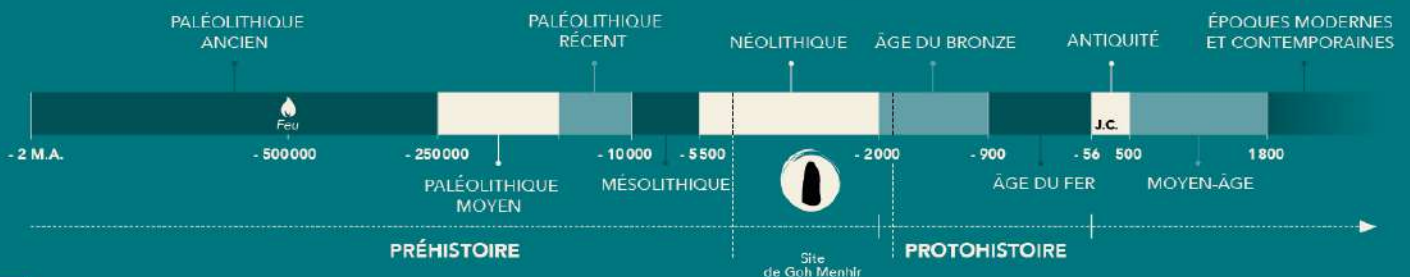 PALÉOLITHIQUE
ANCIEN
PALÉOLITHIQUE
RÉCENT
NÉOLITHIQUE
ÂGE DU BRONZE
ANTIQUITÉ
ÉPOQUES MODERNES
ET CONTEMPORAINES
Feu
J.C.
- 2 M.A.
- 500000
- 250000
- 10000
- 5500
- 2000
- 900
- 56
500
1800
PALÉOLITHIQUE
MOYEN
MÉSOLITHIQUE
ÂGE DU FER
MOYEN-ÂGE
PRÉHISTOIRE
PROTOHISTOIRE
Site
de Goh Menhir